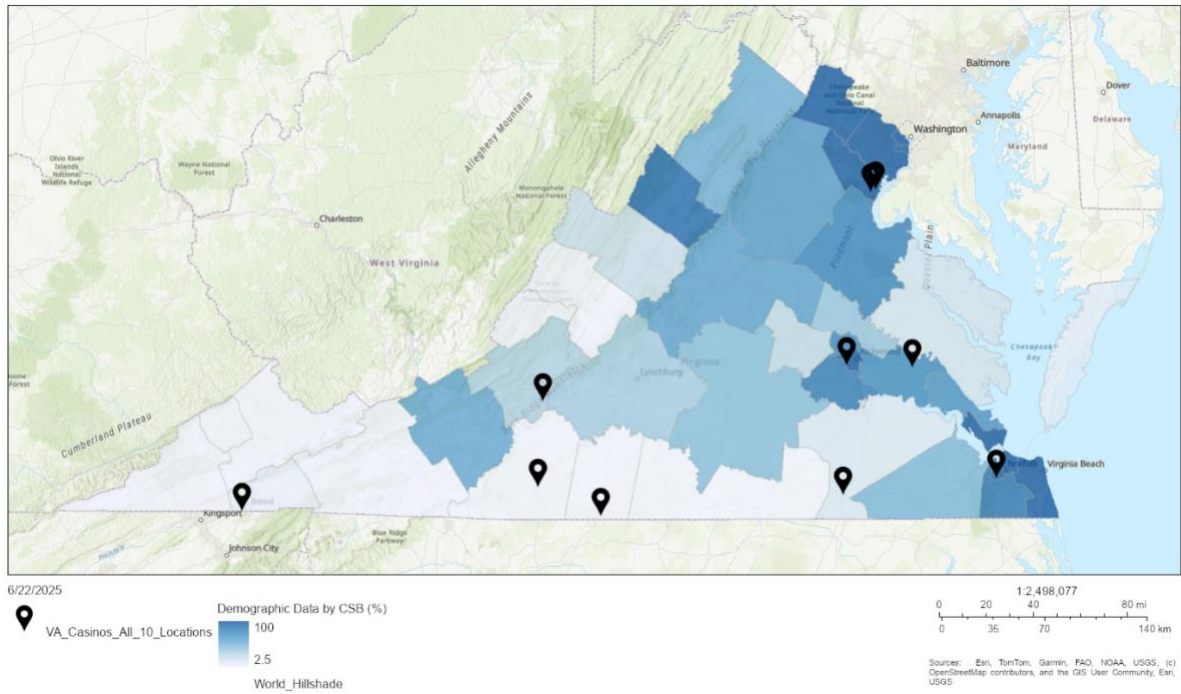 Baltimore
Chesapeake
and Ohio Canal
National
Dover
Annapolis
Washington
Delaware
Maryland
Allegheny Mountains
Ohio River
Islands
National
Wildlife Refuge
Wayne National
Forest
Monongahela
National Forest
Charleston
West Virginia
Piedmont
Plain
Chesapeake
Bay
Virginia
Lynchburg
Forest
Cumberland Plateau
Virginia Beach
Kingsport
Johnson City
Blue Ridge
Parkway
6/22/2025
VA_Casinos_All_10_Locations
Demographic Data by CSB (%)
100
2.5
World_Hillshade
1:2,498,077
0 20 40 80 mi
0 35 70 140 km
Sources: Esri, TomTom, Garmin, FAO, NOAA, USGS, (c)
OpenStreetMap contributors, and the GIS User Community, Esri,
USGS